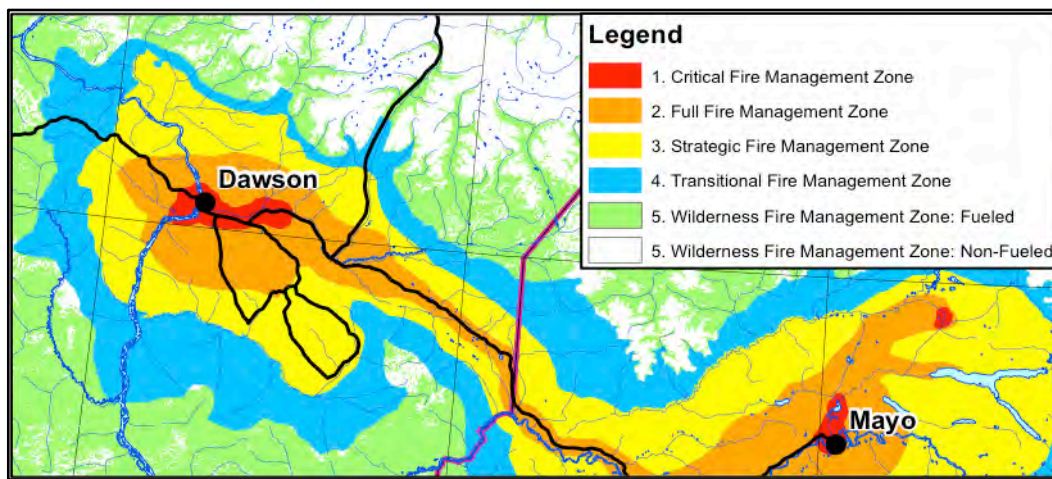 Legend
1. Critical Fire Management Zone
2. Full Fire Management Zone
3. Strategic Fire Management Zone
4. Transitional Fire Management Zone
5. Wilderness Fire Management Zone: Fueled
5. Wilderness Fire Management Zone: Non-Fueled
Dawson
Mayo